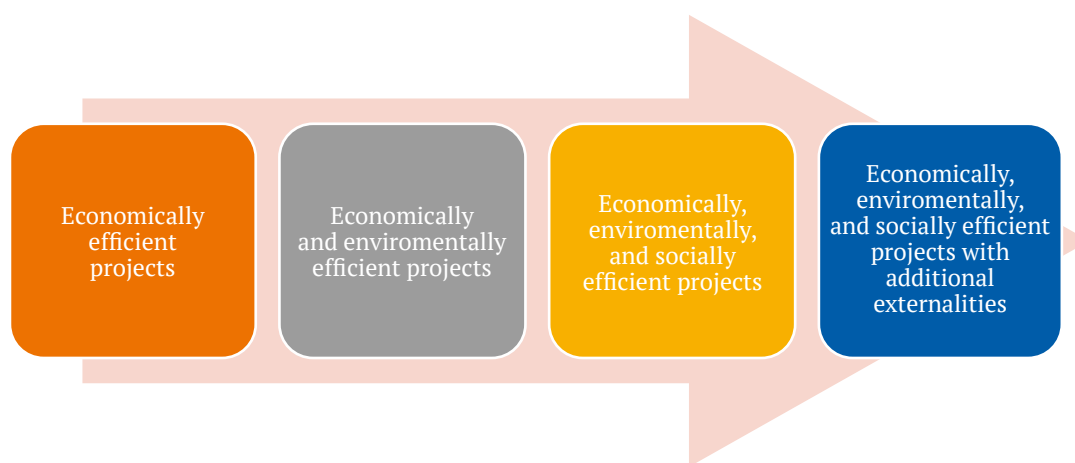 Economically
efficient
projects
Economically
and enviromentally
efficient projects
Economically,
enviromentally,
and socially
efficient projects
Economically,
enviromentally,
and socially efficient
projects with
additional
externalities